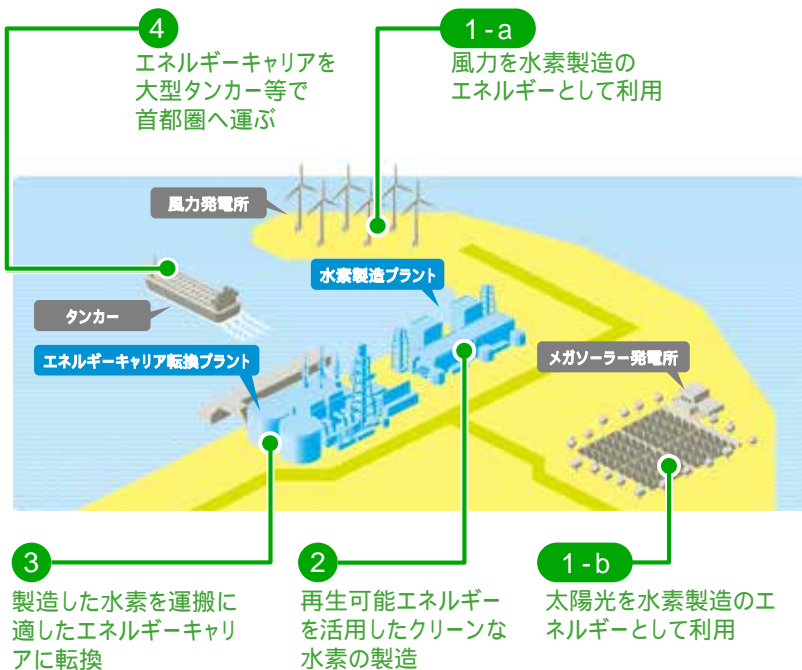 4
エネルギーキャリアを
大型タンカー等で
首都圏へ運ぶ
1-a
風力を水素製造の
エネルギーとして利用
風力発電所
水素製造プラント
タンカー
エネルギーキャリア転換プラント
メガソーラー発電所
3
製造した水素を運搬に
適したエネルギーキャリ
アに転換
2
再生可能エネルギー
を活用したクリーンな
水素の製造
1-b
太陽光を水素製造のエ
ネルギーとして利用